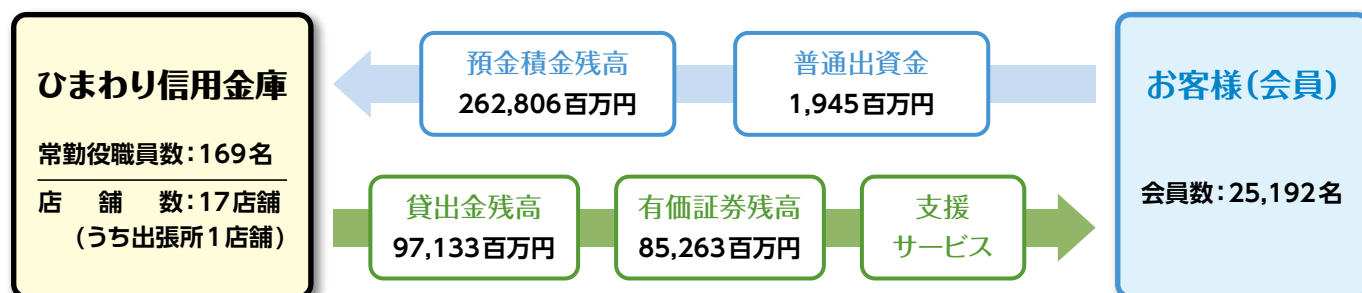 ひまわり信用金庫
常勤役職員数：169名
店舗数：17店舗
(うち出張所1店舗)
預金積金残高
262,806百万円
普通出資金
1,945百万円
貸出金残高
97,133百万円
有価証券残高
85,263百万円
支援
サービス
お客様(会員)
会員数：25,192名